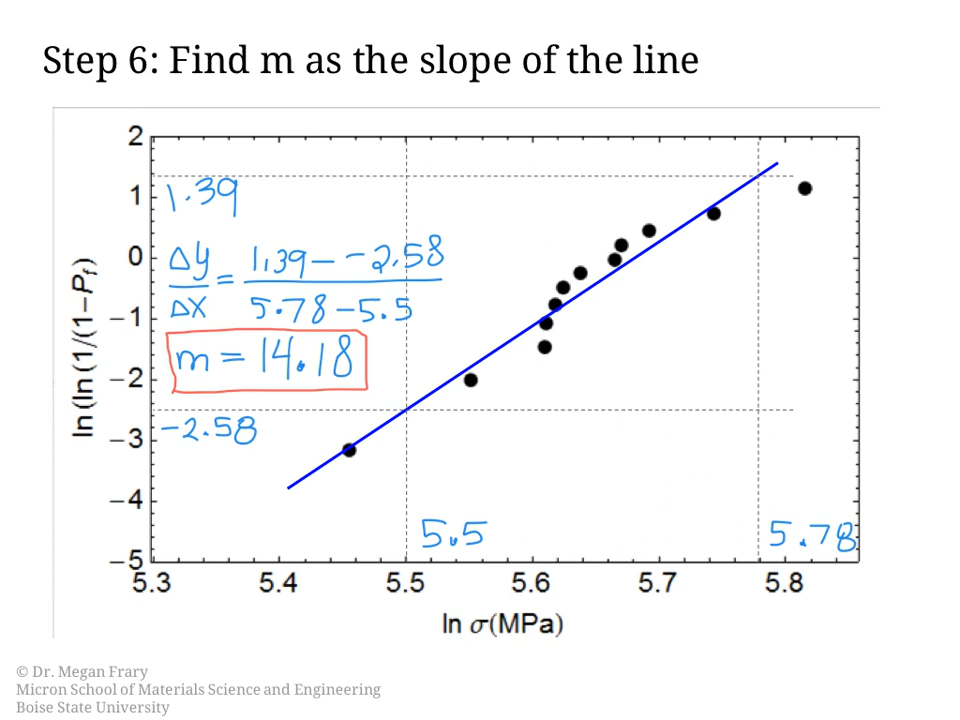 Step 6: Find m as the slope of the line
2
1
0
−1
−2
−3
−4
−5
ln (ln (1/(1−Pf))
1.39
Δy/Δx = 1.39 − −2.58 / 5.78 − 5.5
m = 14.18
−2.58
5.5
5.78
5.3 5.4 5.5 5.6 5.7 5.8
ln σ(MPa)
© Dr. Megan Frary
Micron School of Materials Science and Engineering
Boise State University